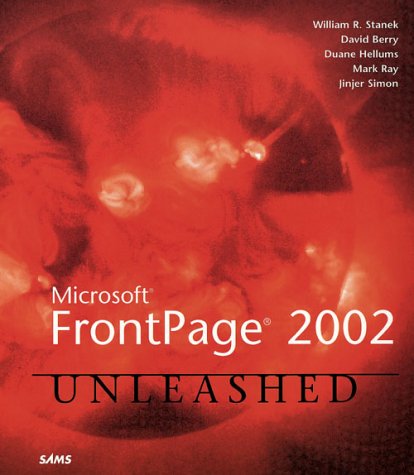 William R. Stanek
David Berry
Duane Hellums
Mark Ray
Jinjer Simon
Microsoft®
FrontPage® 2002
UNLEASHED
SAMS